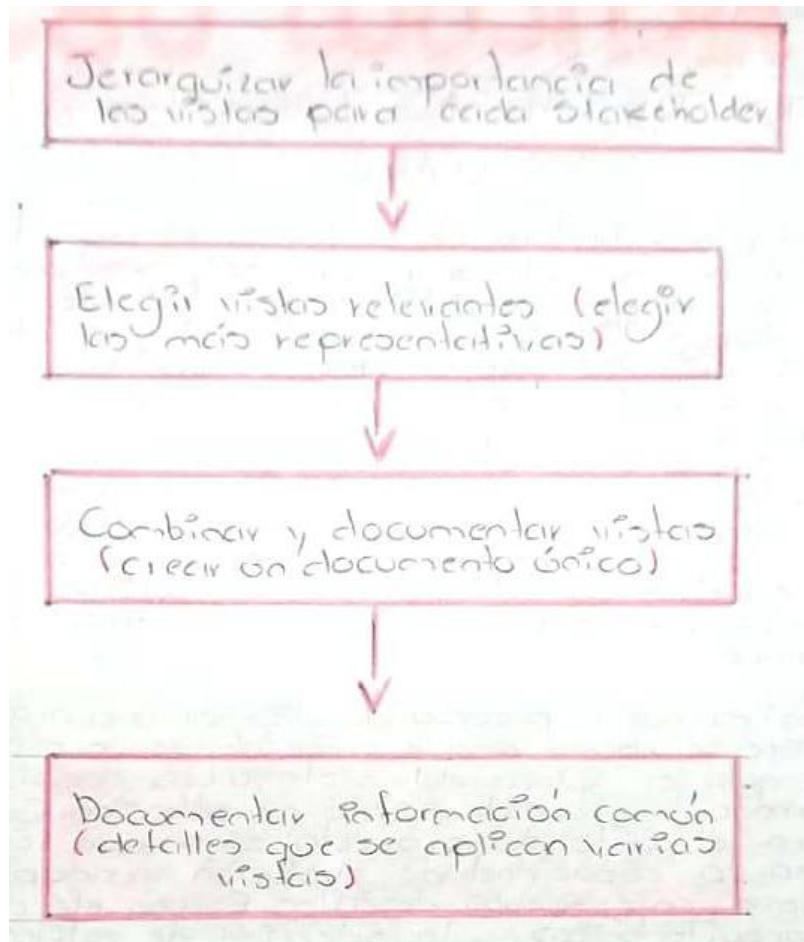 Jerarquizar la importancia de
las vistas para cada stakeholder
Elegir vistas relevantes (elegir
las más representativas)
Combinar y documentar vistas
(crear un documento único)
Documentar información común
(detalles que se aplican varias
vistas)